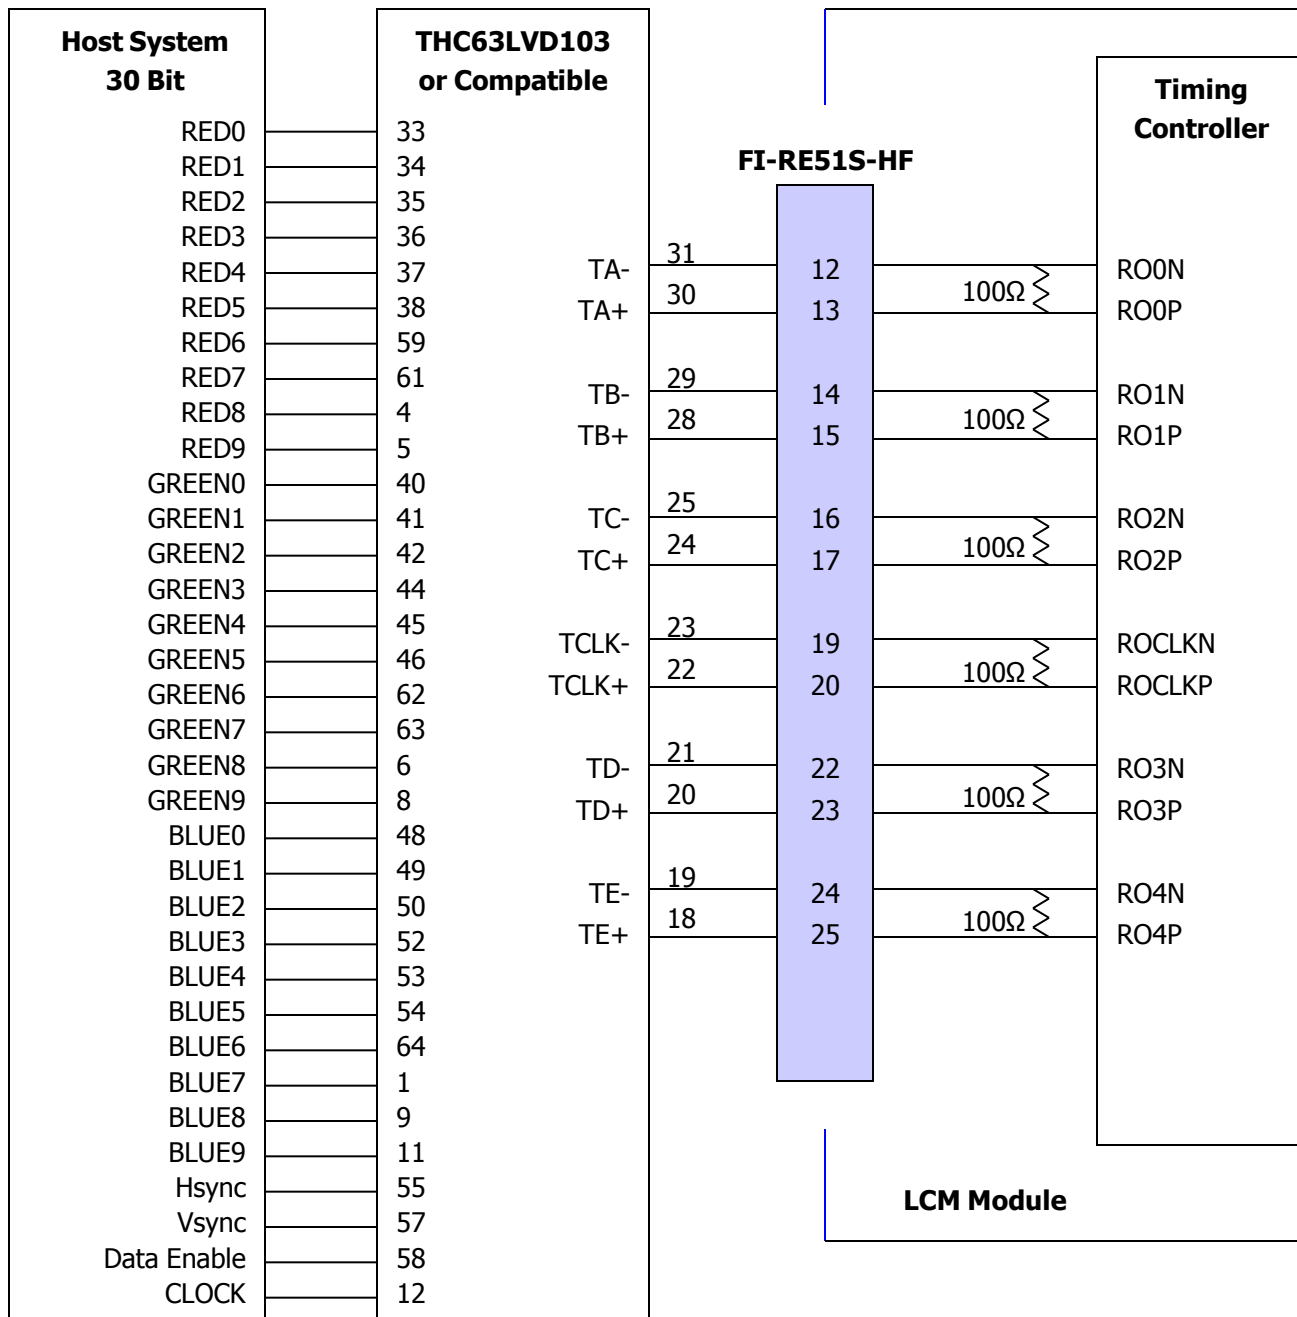 Host System
30 Bit
RED0 33
RED1 34
RED2 35
RED3 36
RED4 37
RED5 38
RED6 59
RED7 61
RED8 4
RED9 5
GREEN0 40
GREEN1 41
GREEN2 42
GREEN3 44
GREEN4 45
GREEN5 46
GREEN6 62
GREEN7 63
GREEN8 6
GREEN9 8
BLUE0 48
BLUE1 49
BLUE2 50
BLUE3 52
BLUE4 53
BLUE5 54
BLUE6 64
BLUE7 1
BLUE8 9
BLUE9 11
Hsync 55
Vsync 57
Data Enable 58
CLOCK 12
THC63LVD103
or Compatible
FI-RE51S-HF
Timing
Controller
TA- 31 12 RO0N
100Ω
TA+ 30 13 RO0P
TB- 29 14 RO1N
100Ω
TB+ 28 15 RO1P
TC- 25 16 RO2N
100Ω
TC+ 24 17 RO2P
TCLK- 23 19 ROCLKN
100Ω
TCLK+ 22 20 ROCLKP
TD- 21 22 RO3N
100Ω
TD+ 20 23 RO3P
TE- 19 24 RO4N
100Ω
TE+ 18 25 RO4P
LCM Module